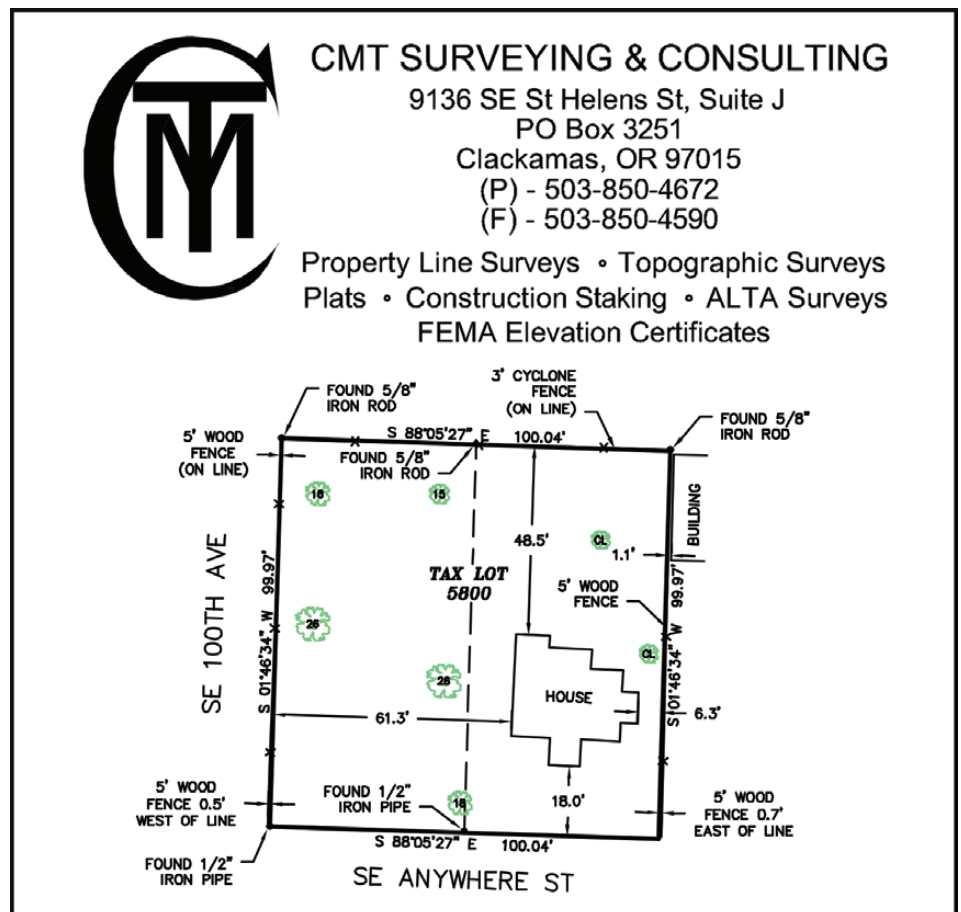 CMT
CMT SURVEYING & CONSULTING
9136 SE St Helens St, Suite J
PO Box 3251
Clackamas, OR 97015
(P) - 503-850-4672
(F) - 503-850-4590
Property Line Surveys ∘ Topographic Surveys
Plats ∘ Construction Staking ∘ ALTA Surveys
FEMA Elevation Certificates
FOUND 5/8"
IRON ROD
3' CYCLONE
FENCE
(ON LINE)
FOUND 5/8"
IRON ROD
5' WOOD
FENCE
(ON LINE)
S 88°05'27" E 100.04'
FOUND 5/8"
IRON ROD
16
15
48.5'
CL
1.1'
BUILDING
SE 100TH AVE
S 01°46'34" W 99.97'
TAX LOT
5800
5' WOOD
FENCE
S 01°46'34" W 99.97'
26
26
CL
HOUSE
61.3'
6.3'
5' WOOD
FENCE 0.5'
WEST OF LINE
FOUND 1/2"
IRON PIPE
18
18.0'
5' WOOD
FENCE 0.7'
EAST OF LINE
S 88°05'27" E 100.04'
FOUND 1/2"
IRON PIPE
SE ANYWHERE ST